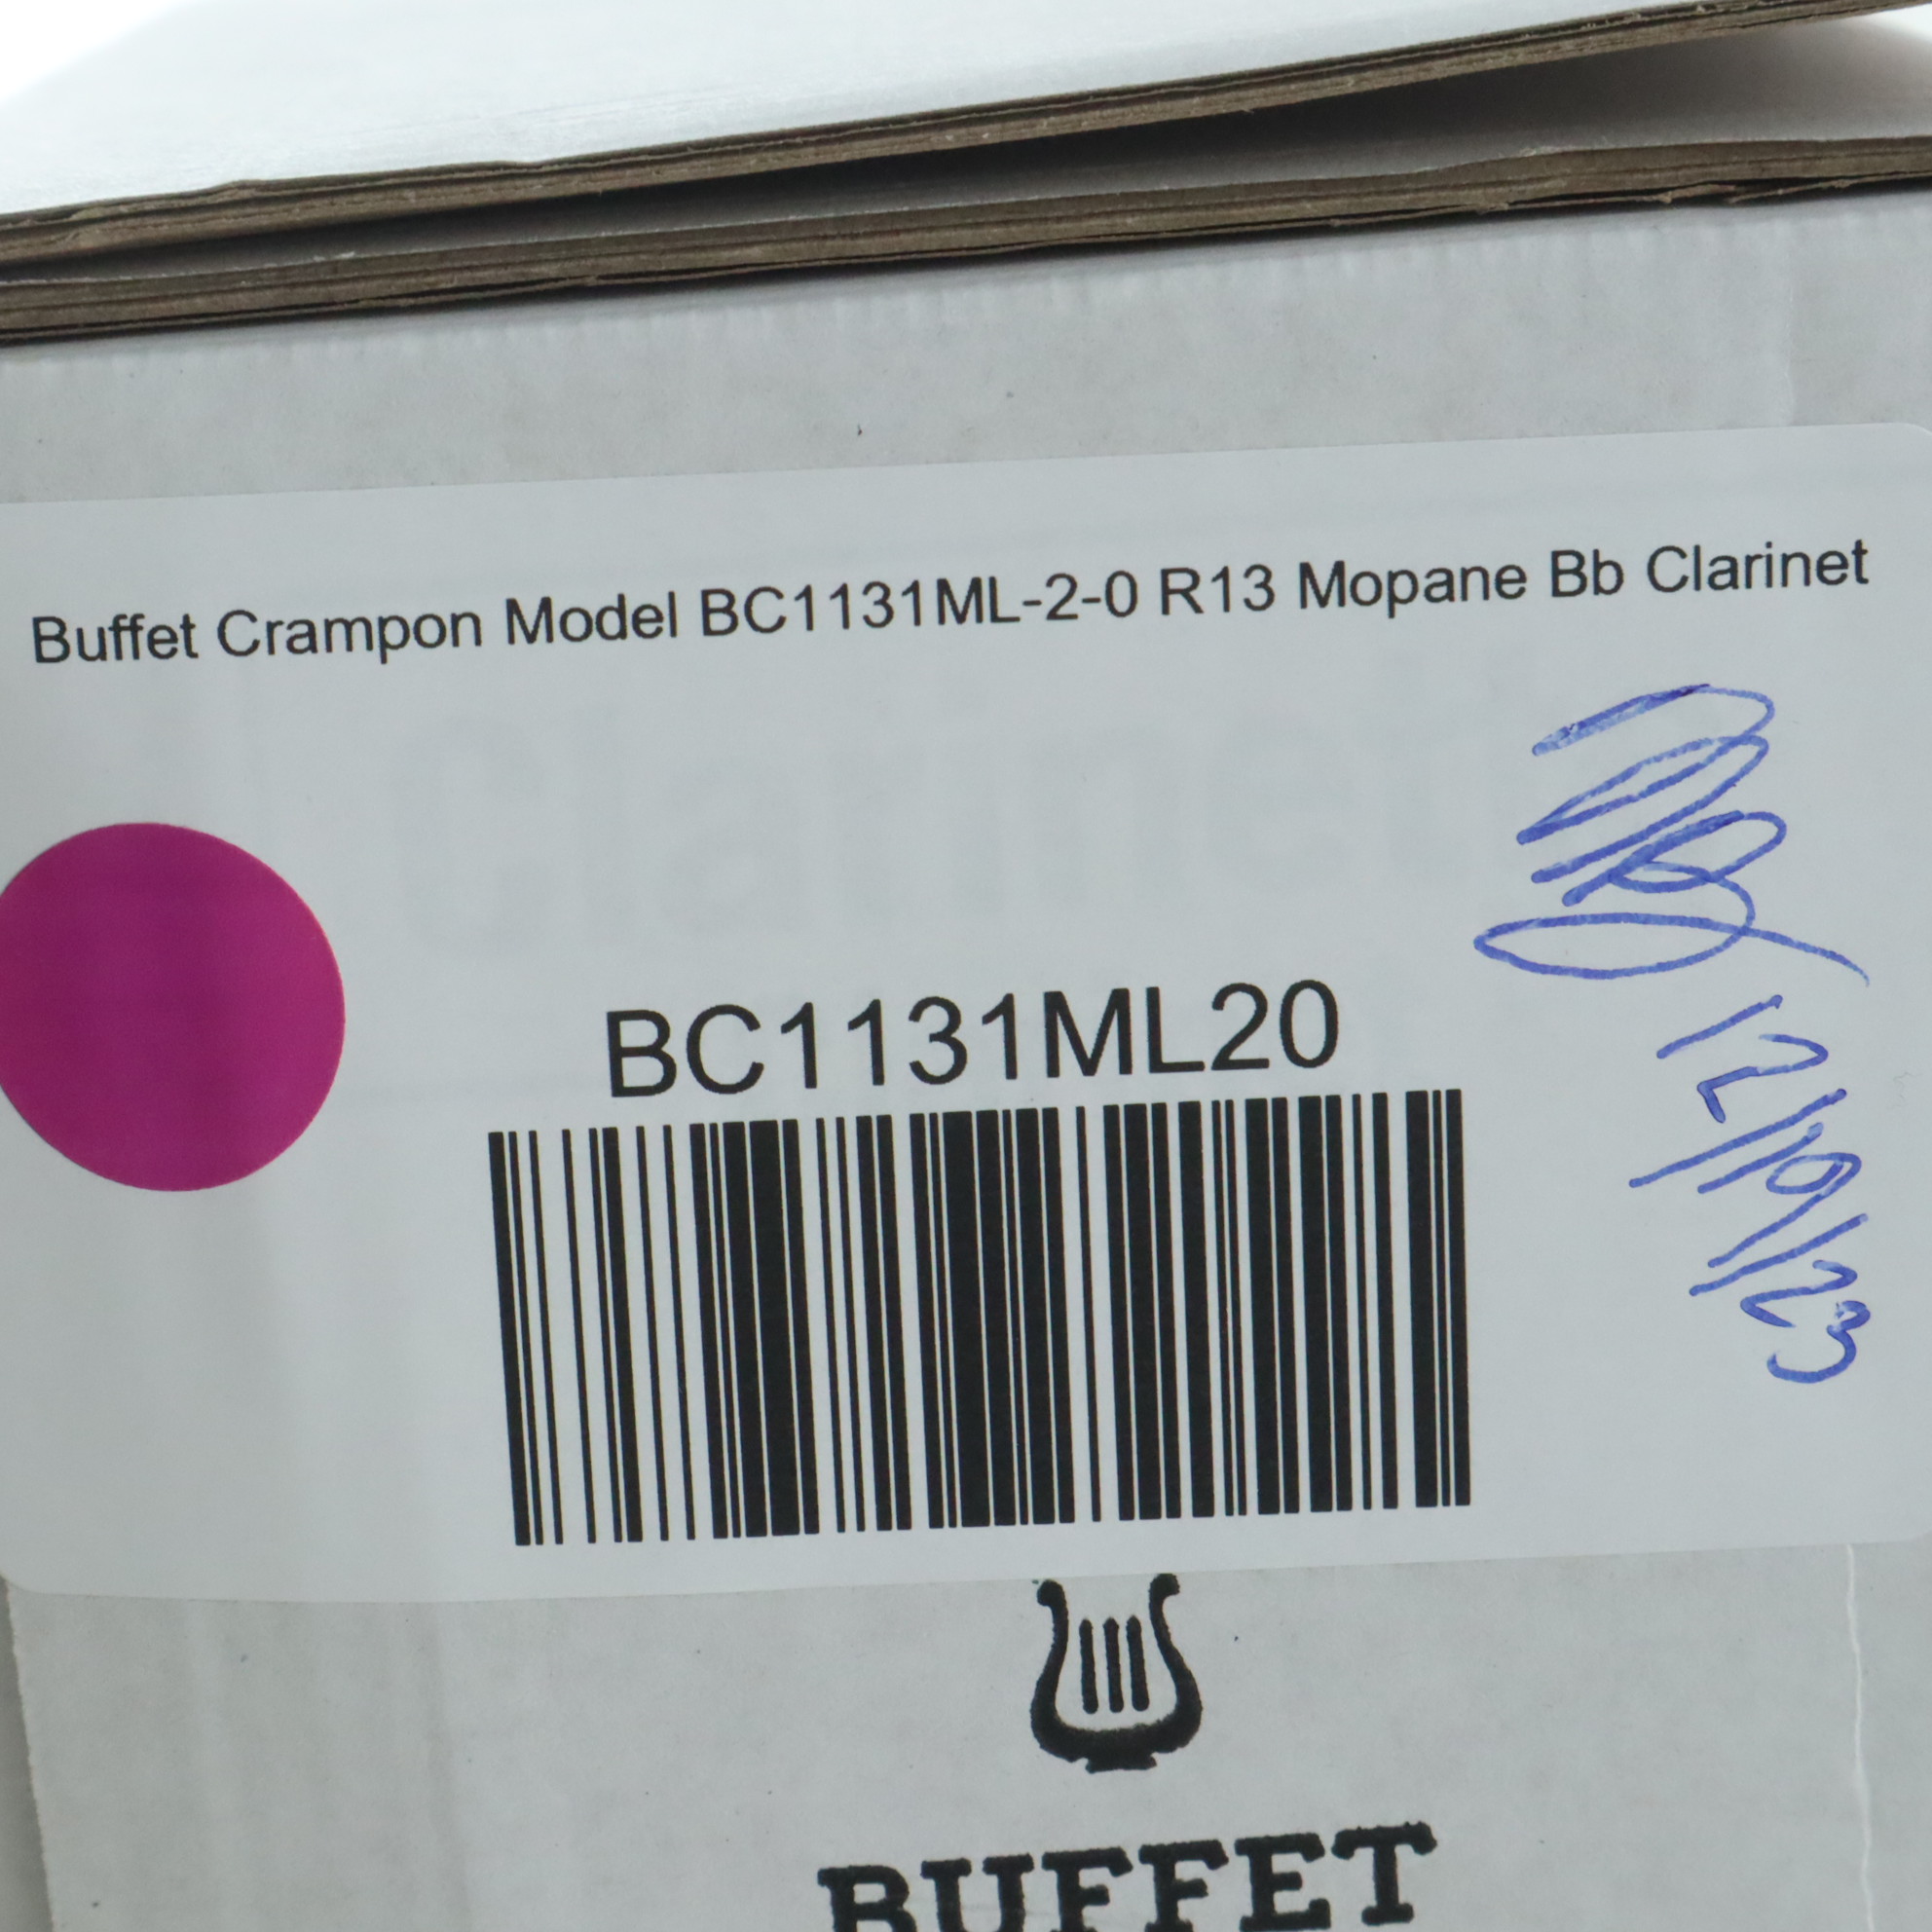 Buffet Crampon Model BC1131ML-2-0 R13 Mopane Bb Clarinet
BC1131ML20
12/19/23
BUFFET